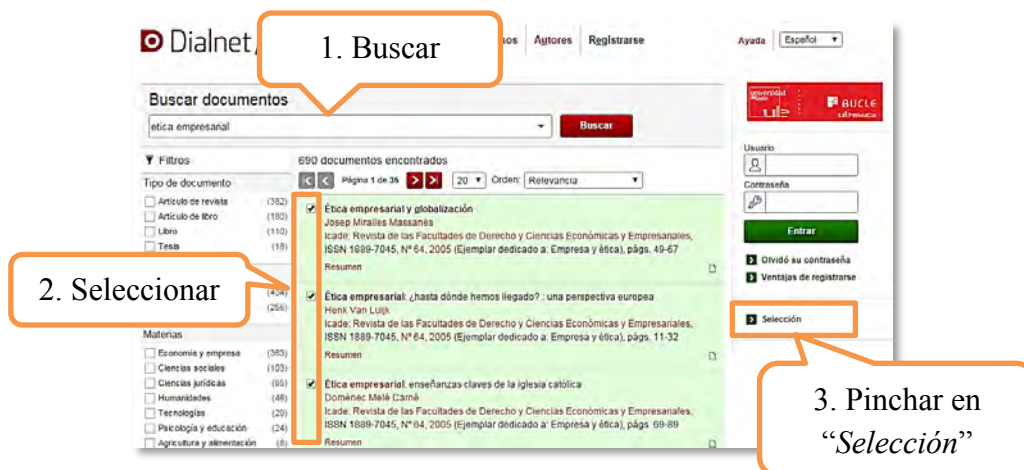 Dialnet
1. Buscar
Autores
Registrarse
Ayuda
Español
Buscar documentos
etica empresarial
Buscar
universidad
ule
BUCLE
Filtros
690 documentos encontrados
Página 1 de 35
20
Orden: Relevancia
Tipo de documento
Artículo de revista (382)
Artículo de libro (180)
Libro (110)
Tesis (18)
Ética empresarial y globalización
Josep Miralles Massanés
Icade: Revista de las Facultades de Derecho y Ciencias Económicas y Empresariales,
ISSN 1889-7045, Nº 64, 2005 (Ejemplar dedicado a: Empresa y ética), págs. 49-67
Resumen
2. Seleccionar
(434)
(256)
Ética empresarial: ¿hasta dónde hemos llegado? : una perspectiva europea
Henk Van Luijk
Icade: Revista de las Facultades de Derecho y Ciencias Económicas y Empresariales,
ISSN 1889-7045, Nº 64, 2005 (Ejemplar dedicado a: Empresa y ética), págs. 11-32
Resumen
Materias
Economía y empresa (383)
Ciencias sociales (103)
Ciencias jurídicas (65)
Humanidades (46)
Tecnologías (29)
Psicología y educación (24)
Agricultura y alimentación (8)
Ética empresarial: enseñanzas claves de la iglesia católica
Domènec Melé Carné
Icade: Revista de las Facultades de Derecho y Ciencias Económicas y Empresariales,
ISSN 1889-7045, Nº 64, 2005 (Ejemplar dedicado a: Empresa y ética), págs. 69-89
Resumen
Usuario
Contraseña
Entrar
Olvidó su contraseña
Ventajas de registrarse
Selección
3. Pinchar en
“Selección”